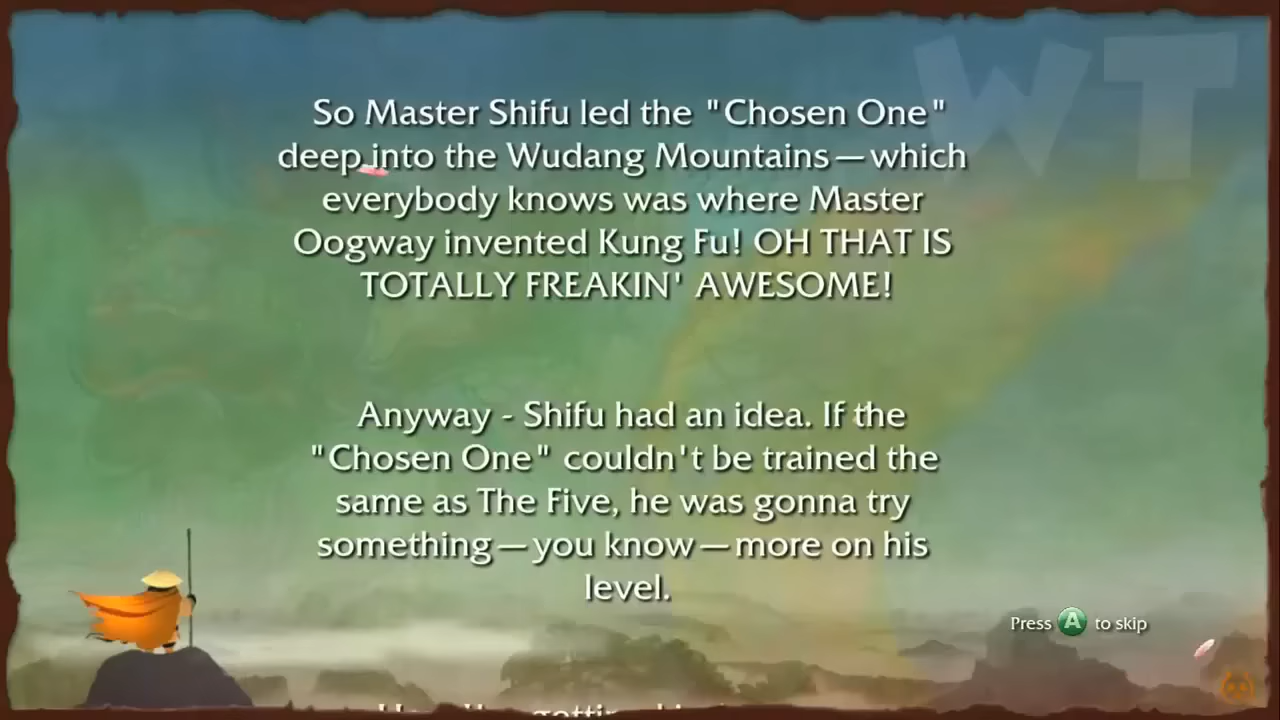 WT
So Master Shifu led the "Chosen One"
deep into the Wudang Mountains—which
everybody knows was where Master
Oogway invented Kung Fu! OH THAT IS
TOTALLY FREAKIN' AWESOME!
Anyway - Shifu had an idea. If the
"Chosen One" couldn't be trained the
same as The Five, he was gonna try
something—you know—more on his
level.
Press A to skip